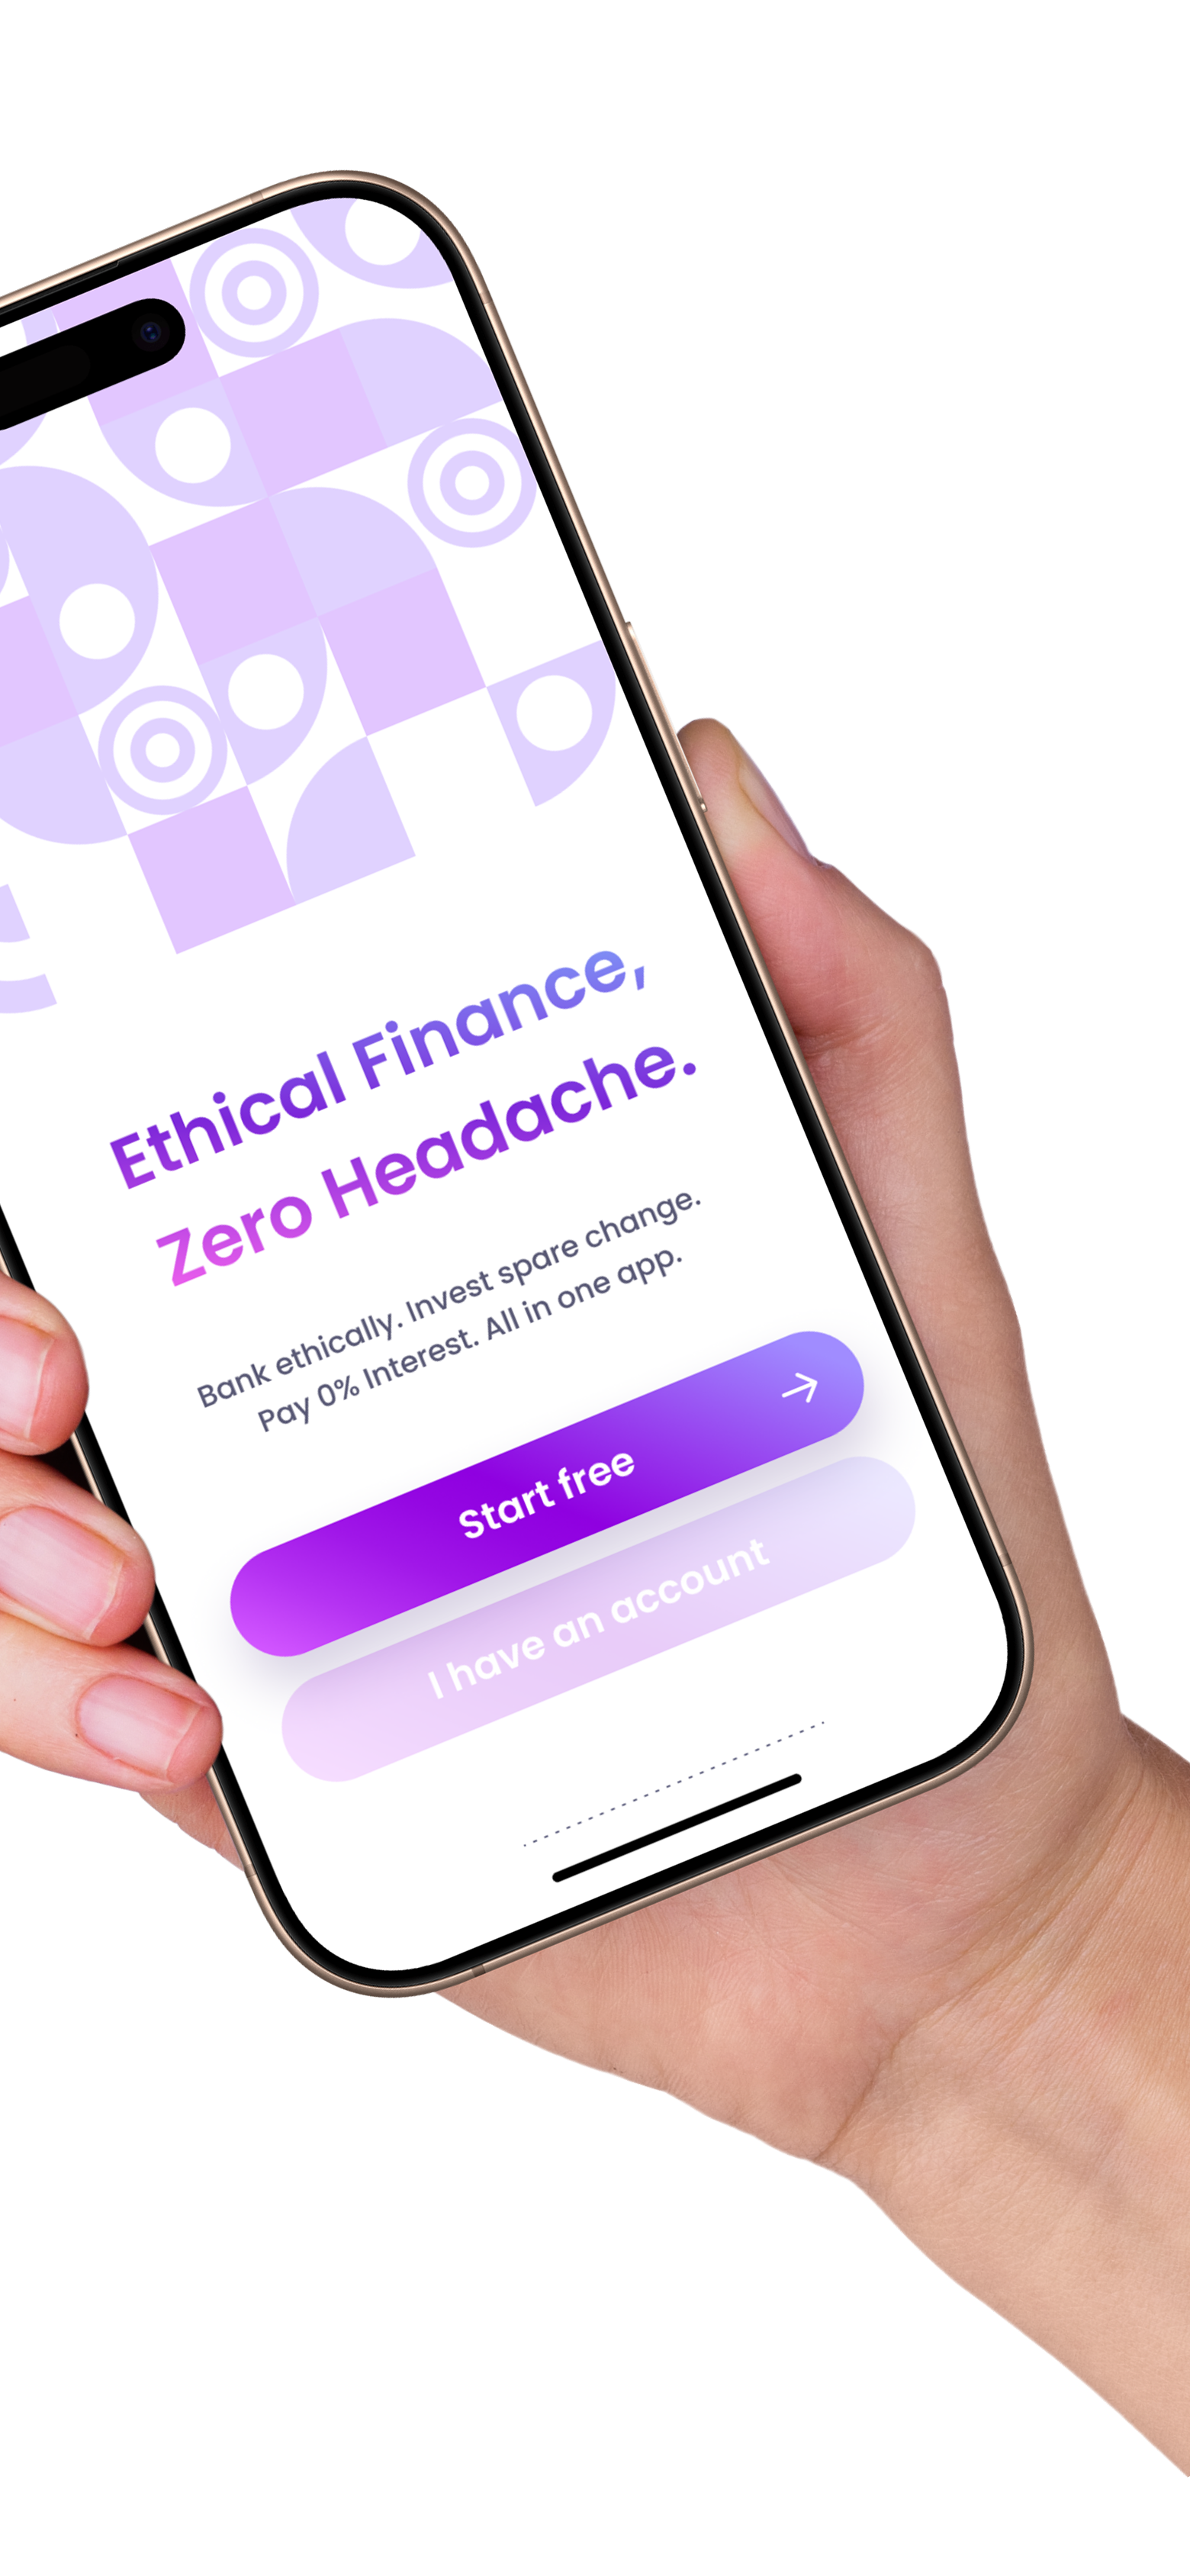 Ethical Finance,
Zero Headache.
Bank ethically. Invest spare change.
Pay 0% Interest. All in one app.
Start free
I have an account